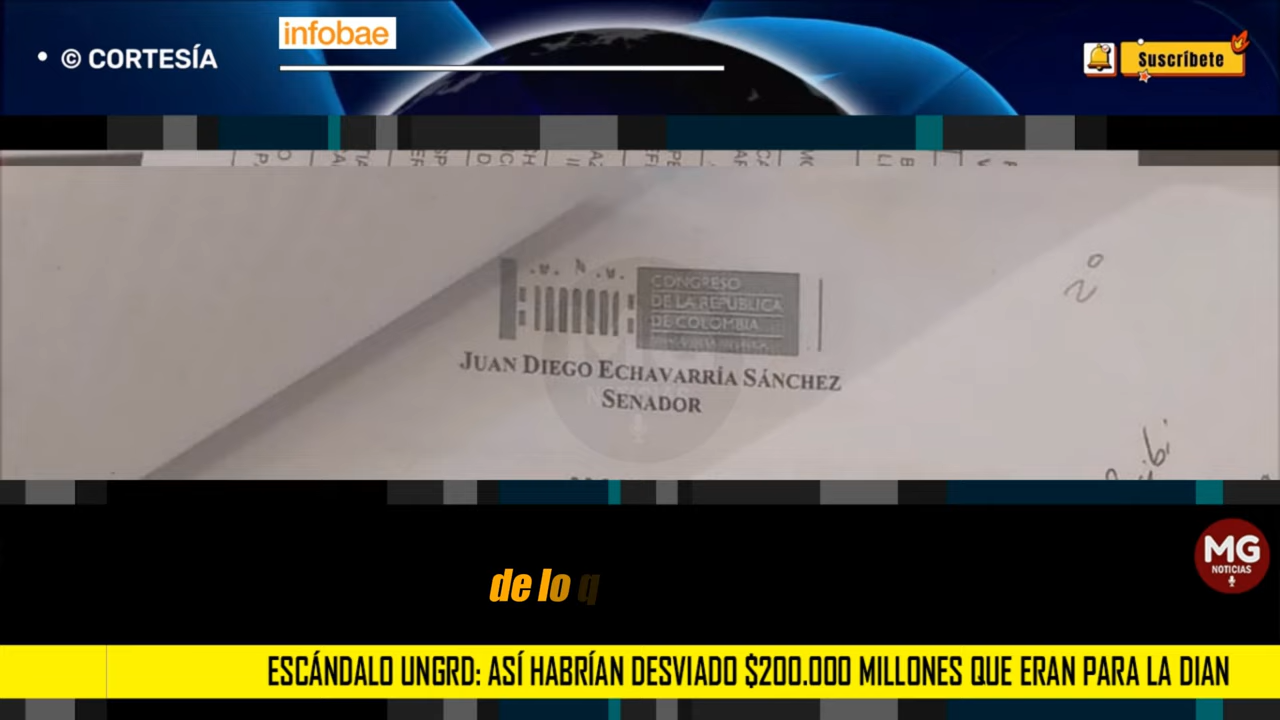 • © CORTESÍA
infobae
Suscríbete
CONGRESO
DE LA REPÚBLICA
DE COLOMBIA
JUAN DIEGO ECHAVARRÍA SÁNCHEZ
SENADOR
de lo q
MG
NOTICIAS
ESCÁNDALO UNGRD: ASÍ HABRÍAN DESVIADO $200.000 MILLONES QUE ERAN PARA LA DIAN